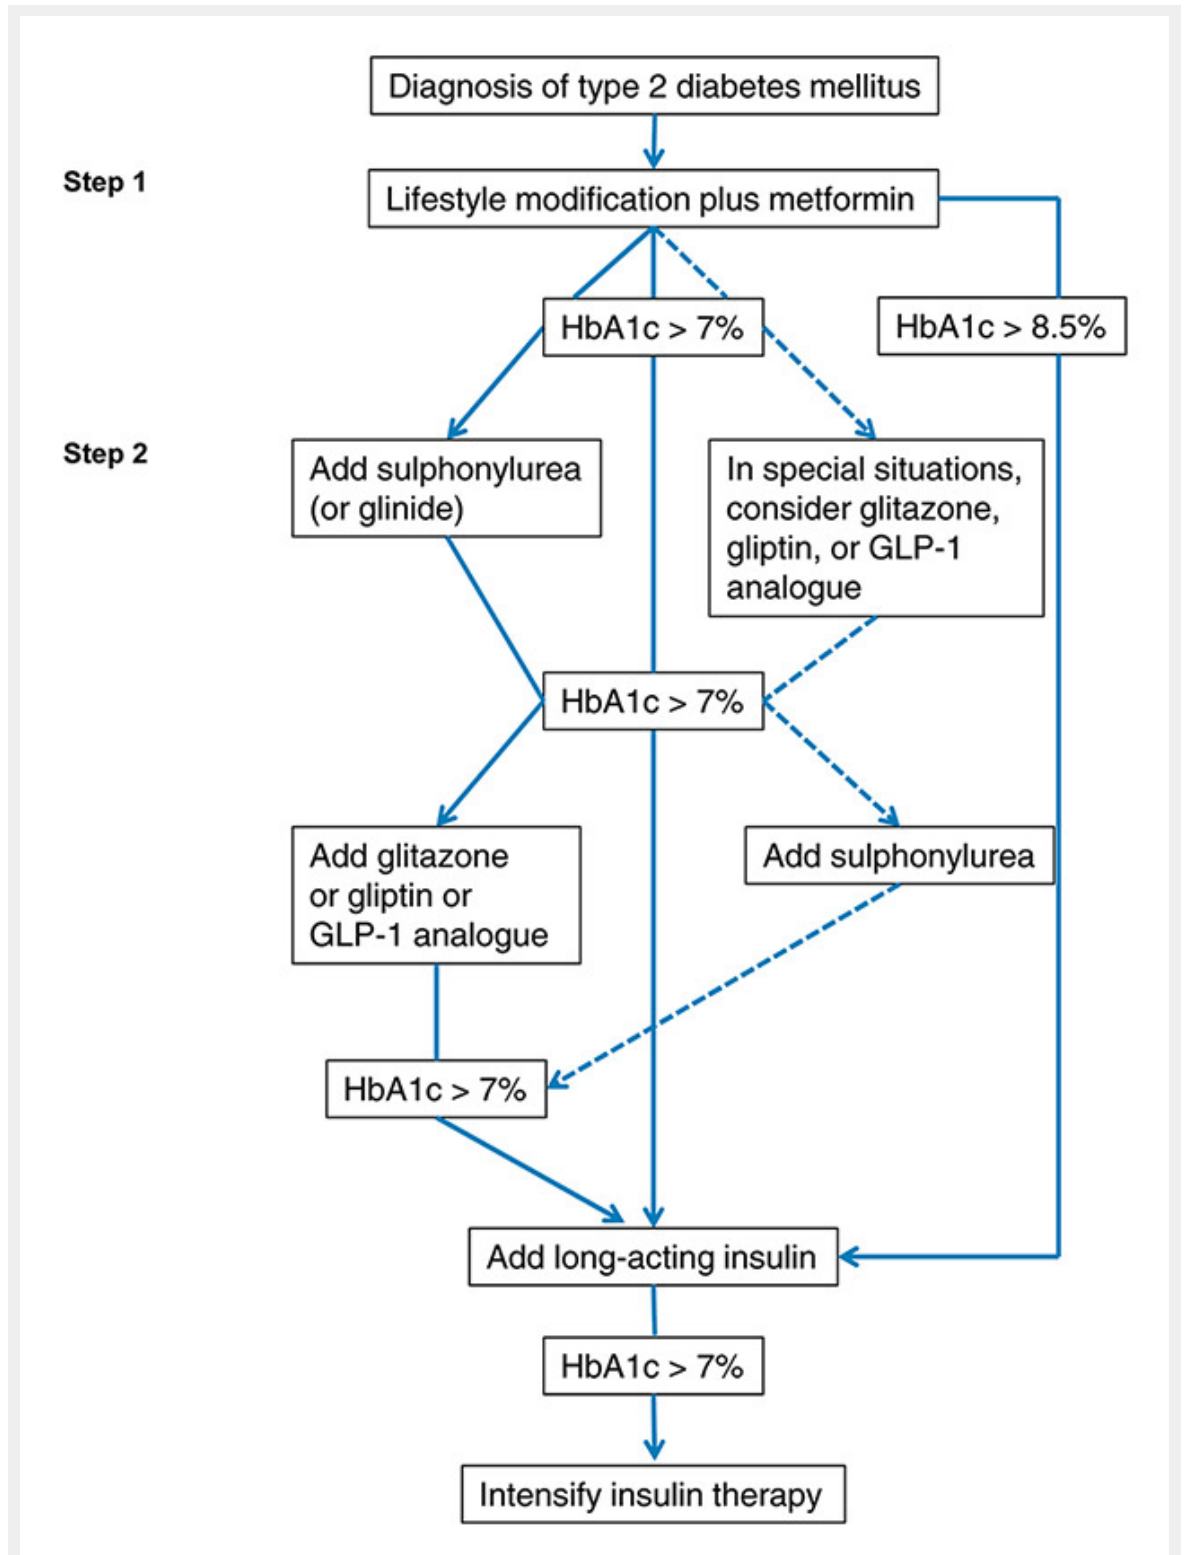 Diagnosis of type 2 diabetes mellitus
Step 1
Lifestyle modification plus metformin
HbA1c > 7%
HbA1c > 8.5%
Step 2
Add sulphonylurea
(or glinide)
In special situations,
consider glitazone,
gliptin, or GLP-1
analogue
HbA1c > 7%
Add glitazone
or gliptin or
GLP-1 analogue
Add sulphonylurea
HbA1c > 7%
Add long-acting insulin
HbA1c > 7%
Intensify insulin therapy